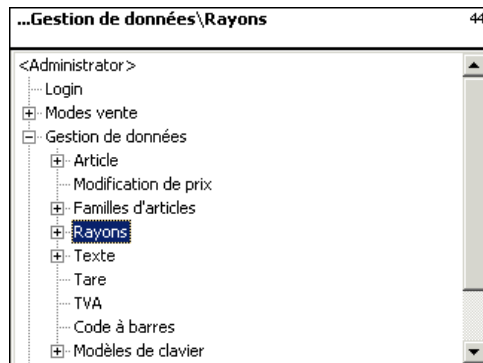 ...Gestion de données\Rayons 44
<Administrator>
Login
Modes vente
Gestion de données
Article
Modification de prix
Familles d'articles
Rayons
Texte
Tare
TVA
Code à barres
Modèles de clavier